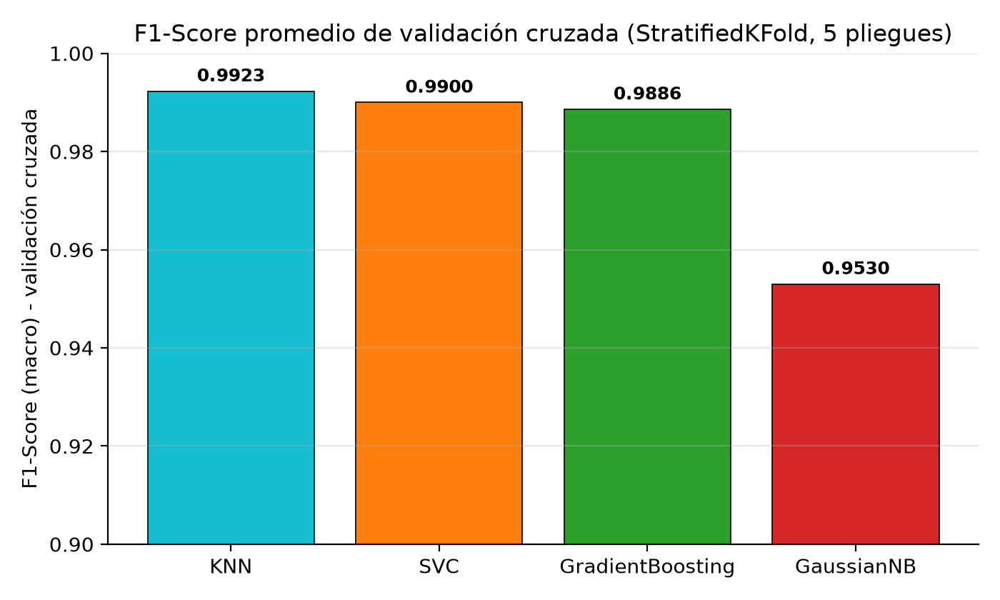 F1-Score promedio de validación cruzada (StratifiedKFold, 5 pliegues)
F1-Score (macro) - validación cruzada
1.00
0.98
0.96
0.94
0.92
0.90
0.9923
0.9900
0.9886
0.9530
KNN
SVC
GradientBoosting
GaussianNB